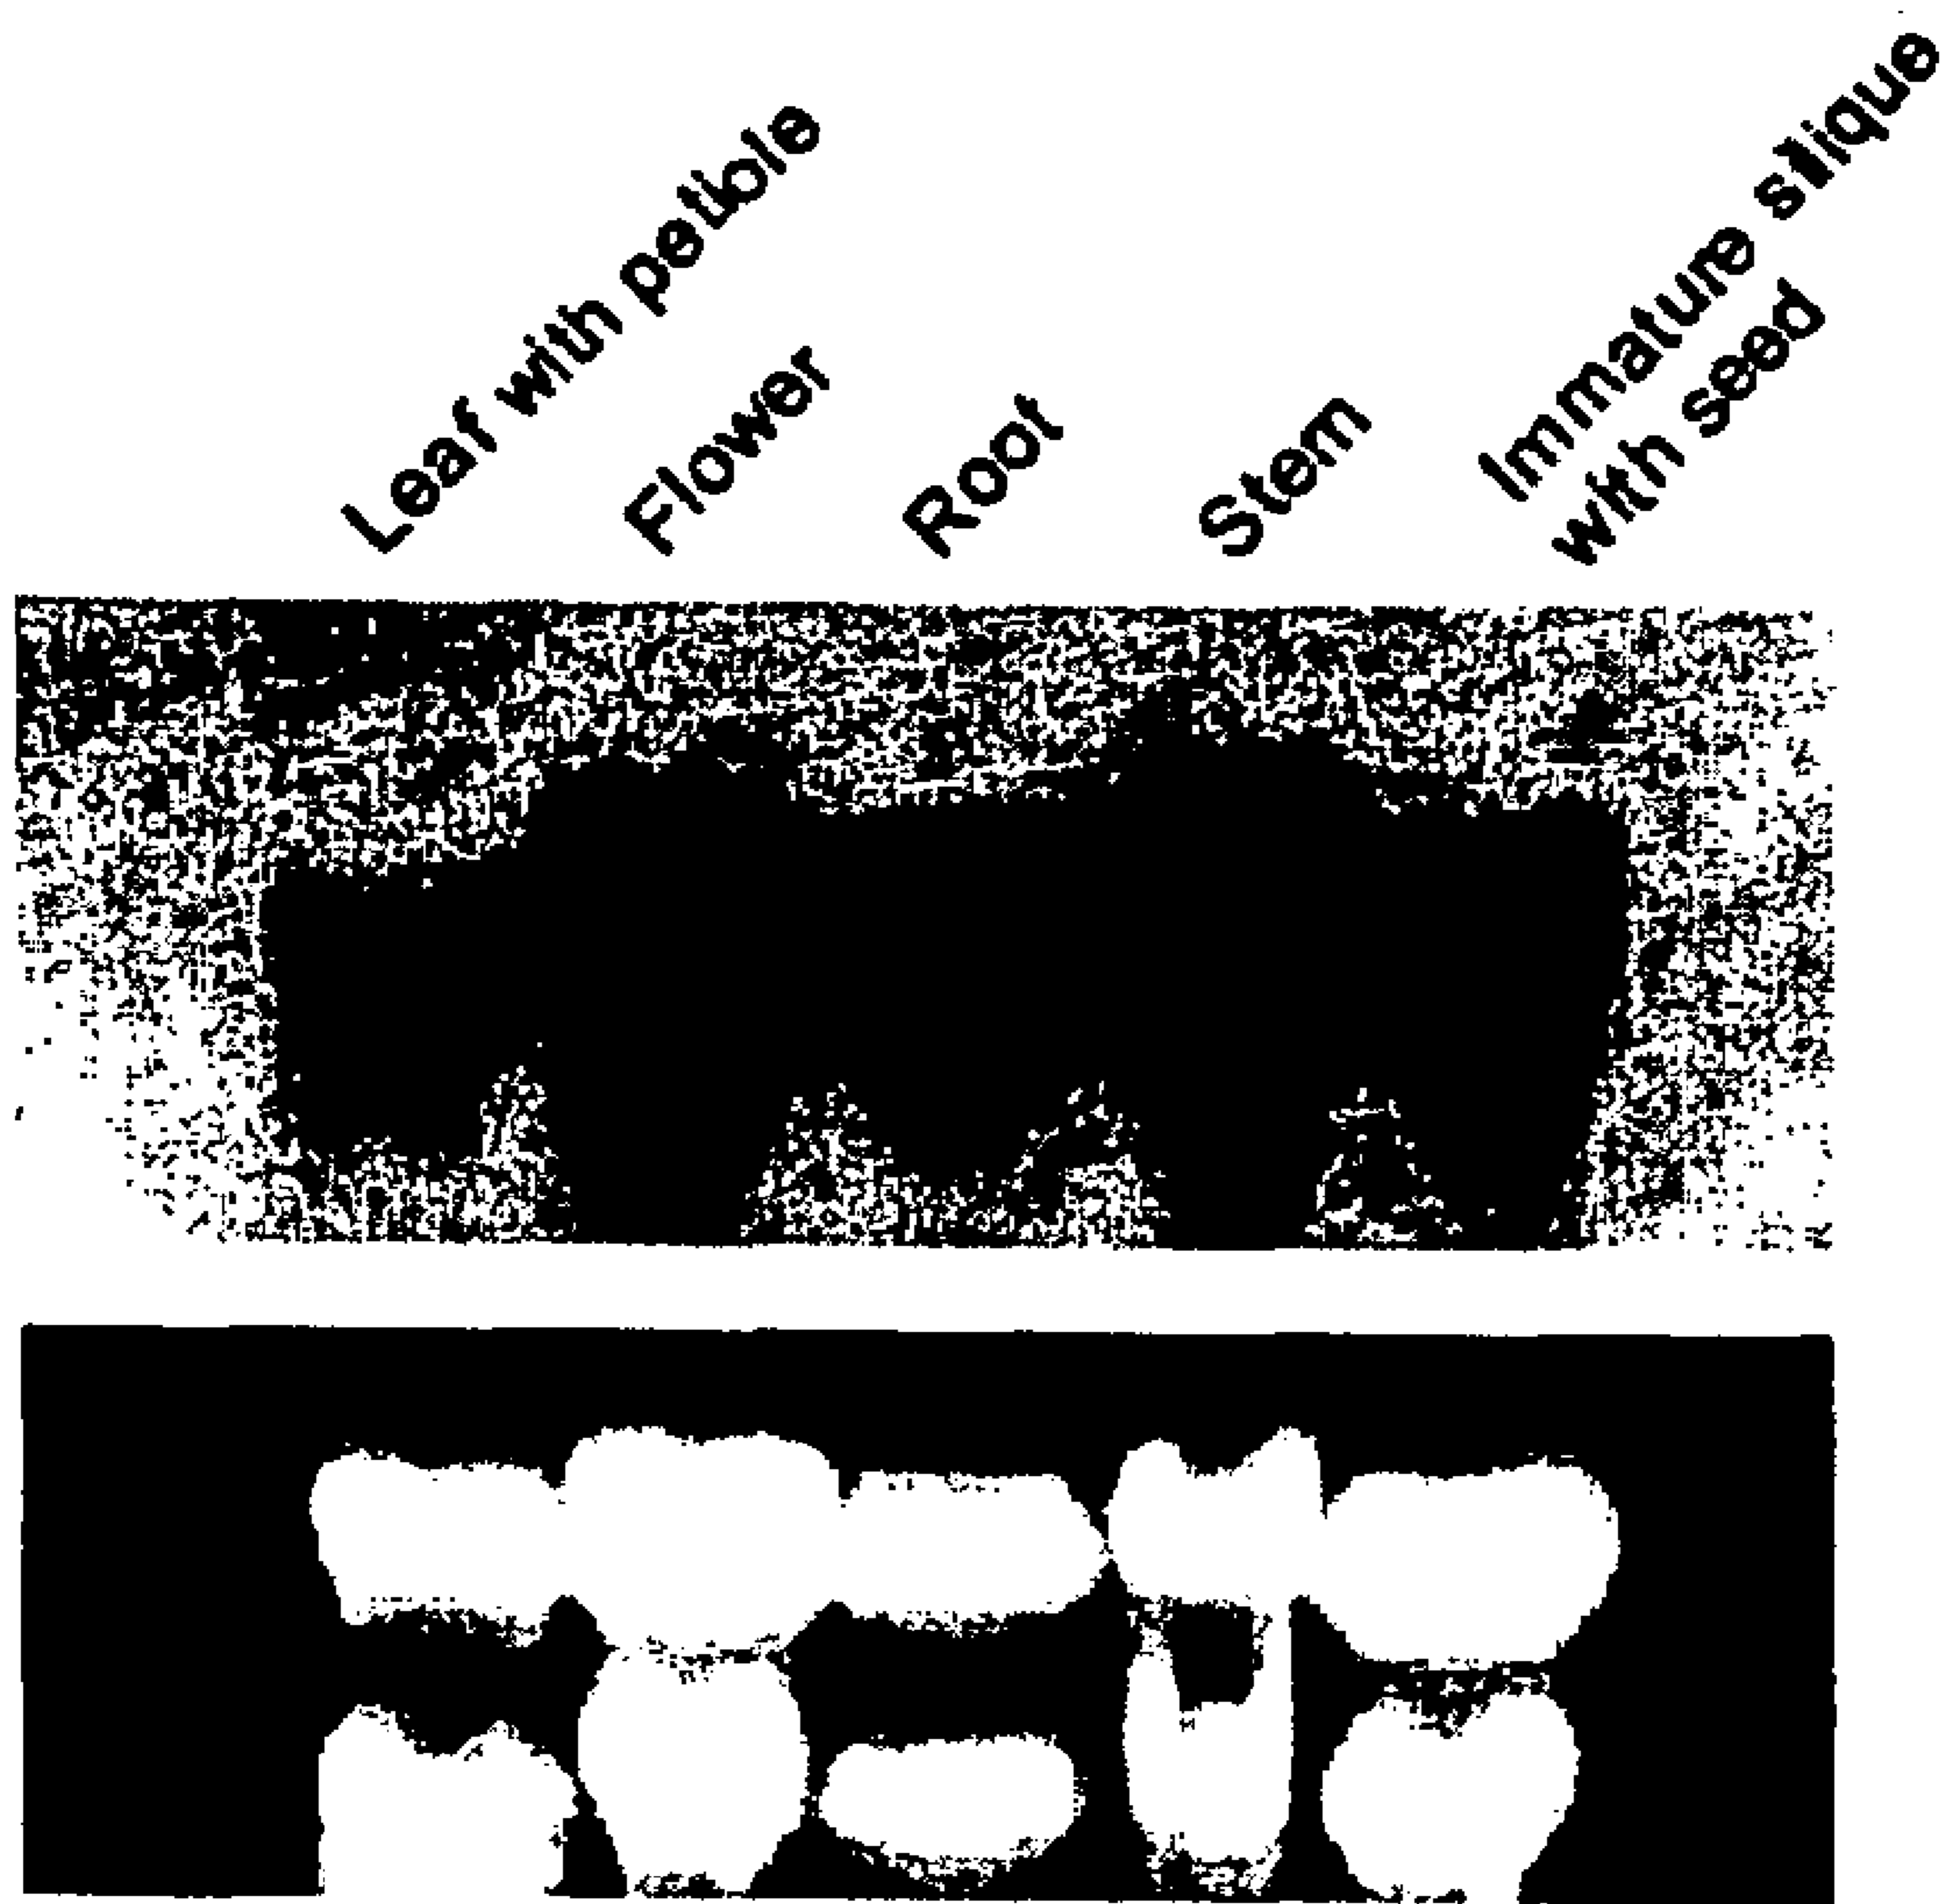 Leaf with petiole
Flower
Root
Stem
Immature silique
with seed